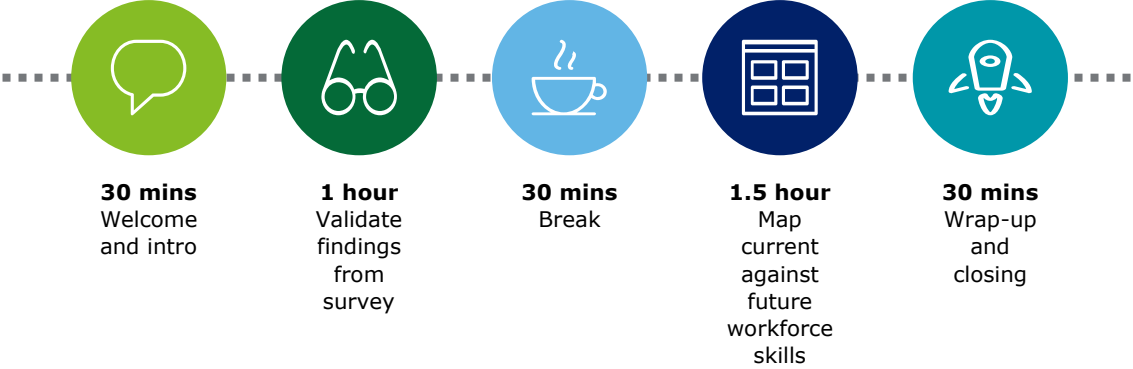 30 mins
Welcome
and intro
1 hour
Validate
findings
from
survey
30 mins
Break
1.5 hour
Map
current
against
future
workforce
skills
30 mins
Wrap-up
and
closing